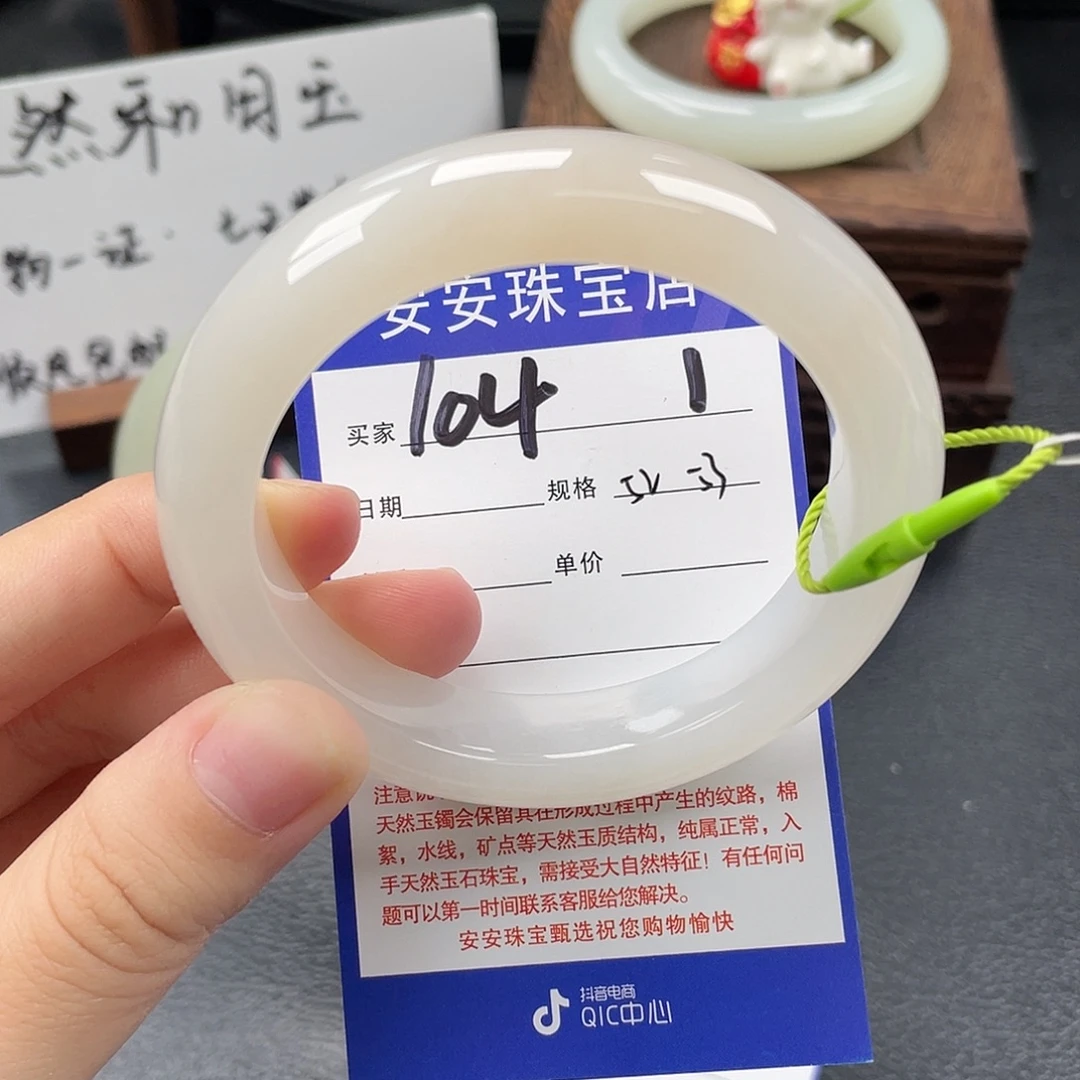 然和田玉
物一证
安安珠宝店
买家 104 1
日期 规格 52 53
单价
天然玉镯会保留其在形成过程中产生的纹路，棉
絮，水线，矿点等天然玉质结构，纯属正常，入
手天然玉石珠宝，需接受大自然特征！有任何问
题可以第一时间联系客服给您解决。
安安珠宝甄选祝您购物愉快
抖音电商
QIC中心